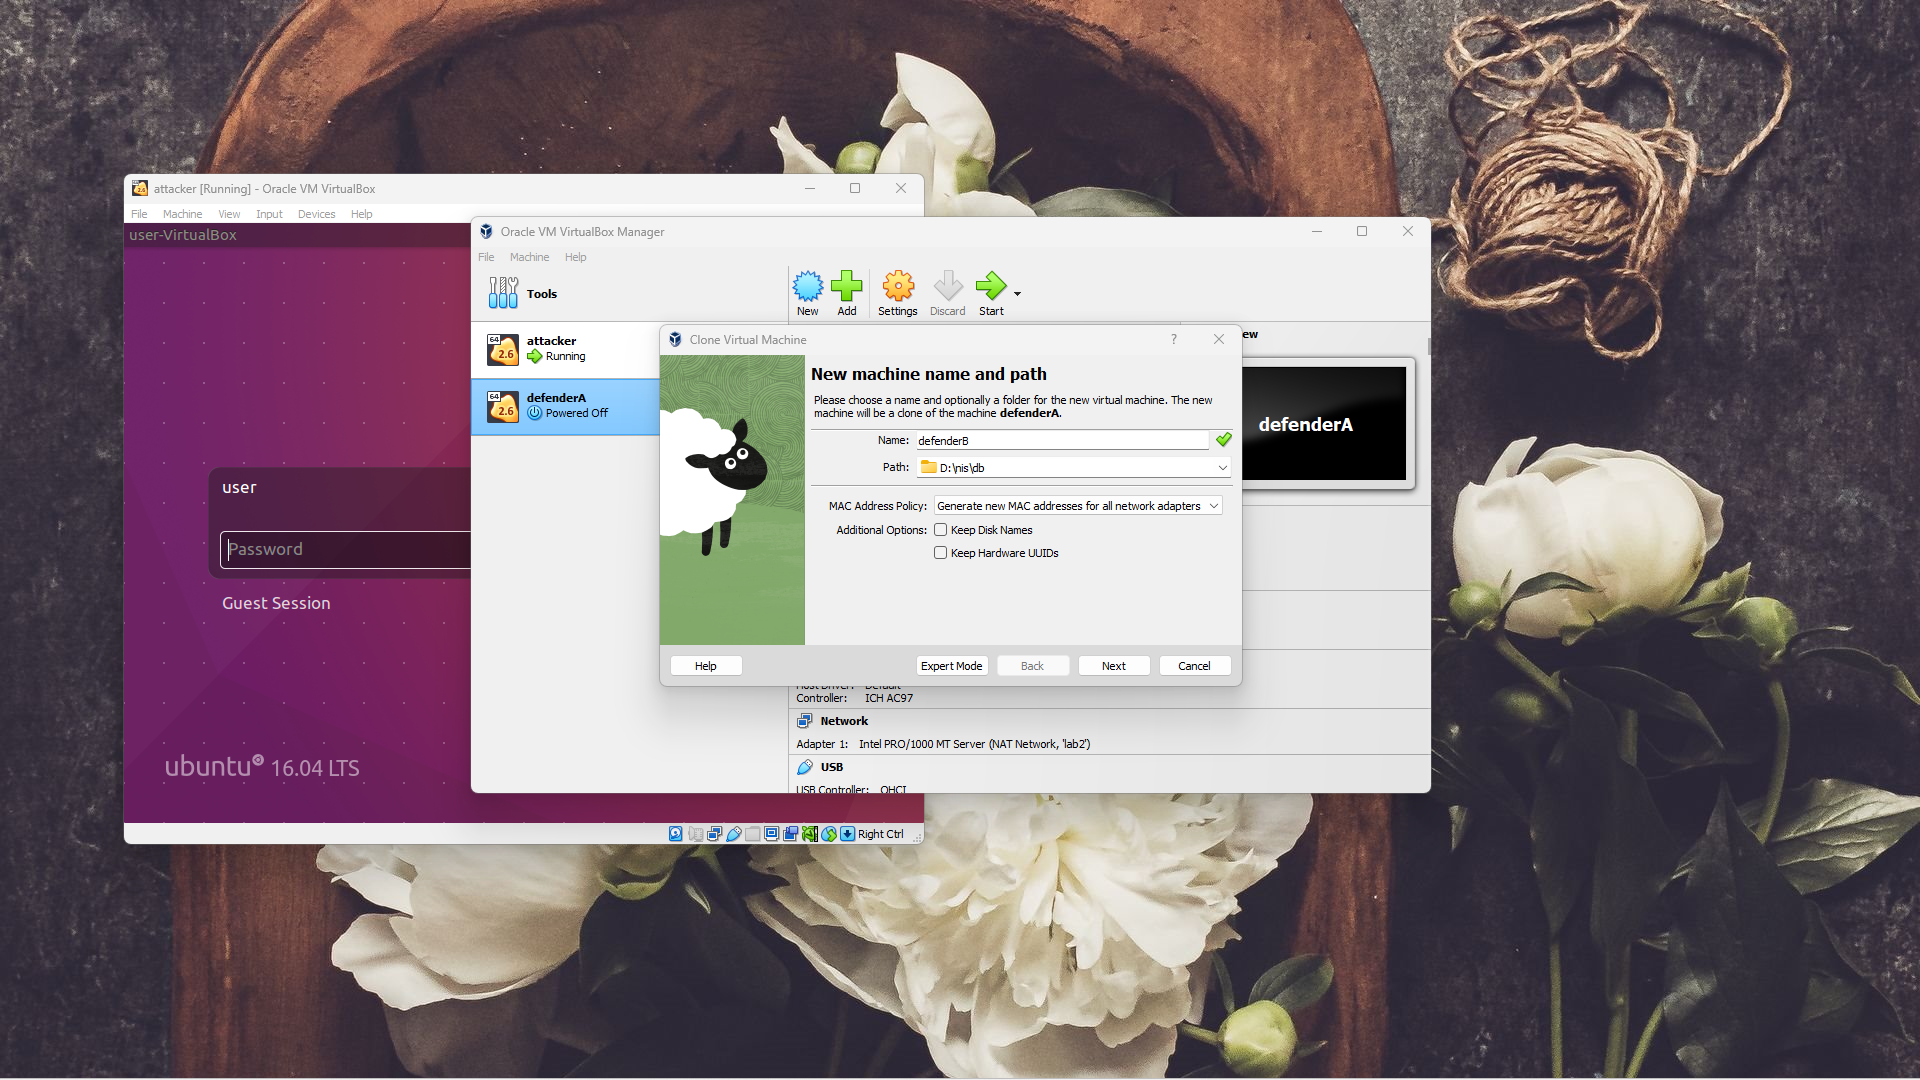 attacker [Running] - Oracle VM VirtualBox
File Machine View Input Devices Help
user-VirtualBox
user
Password
Guest Session
ubuntu 16.04 LTS
Right Ctrl
Oracle VM VirtualBox Manager
File Machine Help
Tools
New Add Settings Discard Start
64
2.6
attacker
Running
64
2.6
defenderA
Powered Off
ew
defenderA
Clone Virtual Machine ?
New machine name and path
Please choose a name and optionally a folder for the new virtual machine. The new
machine will be a clone of the machine defenderA.
Name: defenderB
Path: D:\nis\db
MAC Address Policy: Generate new MAC addresses for all network adapters
Additional Options: Keep Disk Names
Keep Hardware UUIDs
Help Expert Mode Back Next Cancel
Host Driver: Default
Controller: ICH AC97
Network
Adapter 1: Intel PRO/1000 MT Server (NAT Network, 'lab2')
USB
USB Controller: OHCI